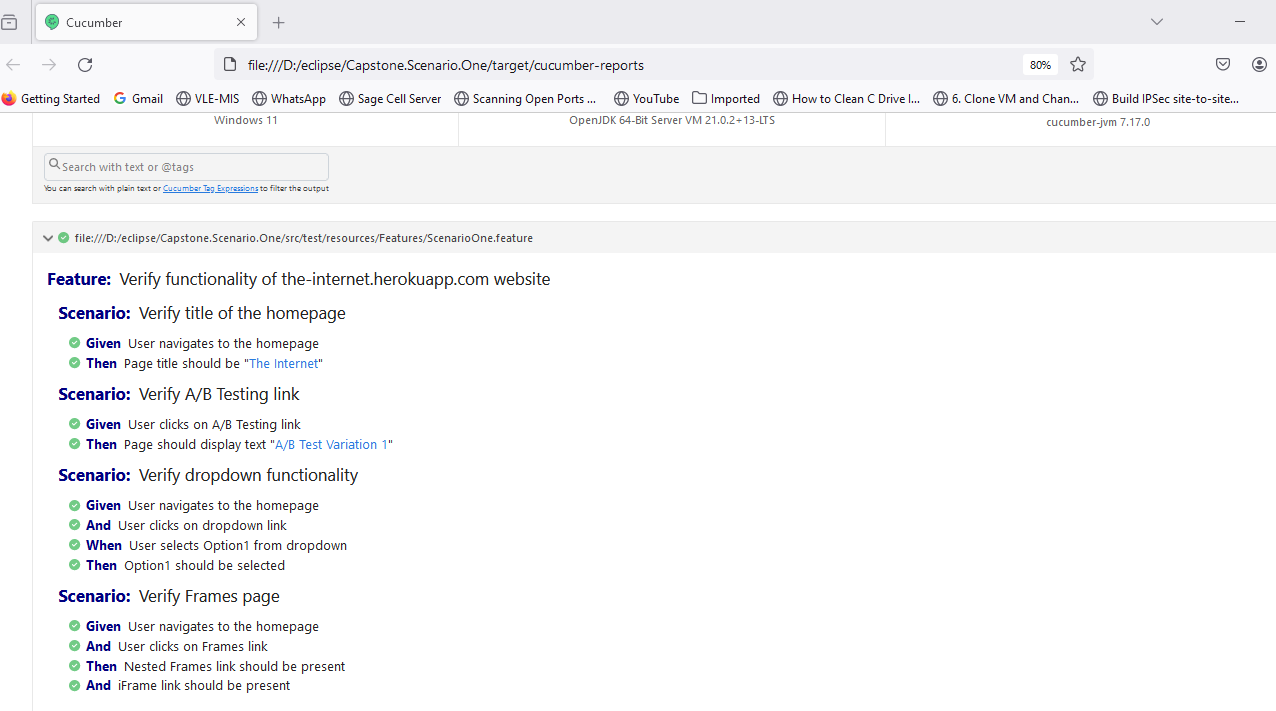 Cucumber
file:///D:/eclipse/Capstone.Scenario.One/target/cucumber-reports
80%
Getting Started Gmail VLE-MIS WhatsApp Sage Cell Server Scanning Open Ports ... YouTube Imported How to Clean C Drive I... 6. Clone VM and Chan... Build IPSec site-to-site...
Windows 11 OpenJDK 64-Bit Server VM 21.0.2+13-LTS cucumber-jvm 7.17.0
Search with text or @tags
You can search with plain text or Cucumber Tag Expressions to filter the output
file:///D:/eclipse/Capstone.Scenario.One/src/test/resources/Features/ScenarioOne.feature
Feature: Verify functionality of the-internet.herokuapp.com website
Scenario: Verify title of the homepage
Given User navigates to the homepage
Then Page title should be "The Internet"
Scenario: Verify A/B Testing link
Given User clicks on A/B Testing link
Then Page should display text "A/B Test Variation 1"
Scenario: Verify dropdown functionality
Given User navigates to the homepage
And User clicks on dropdown link
When User selects Option1 from dropdown
Then Option1 should be selected
Scenario: Verify Frames page
Given User navigates to the homepage
And User clicks on Frames link
Then Nested Frames link should be present
And iFrame link should be present